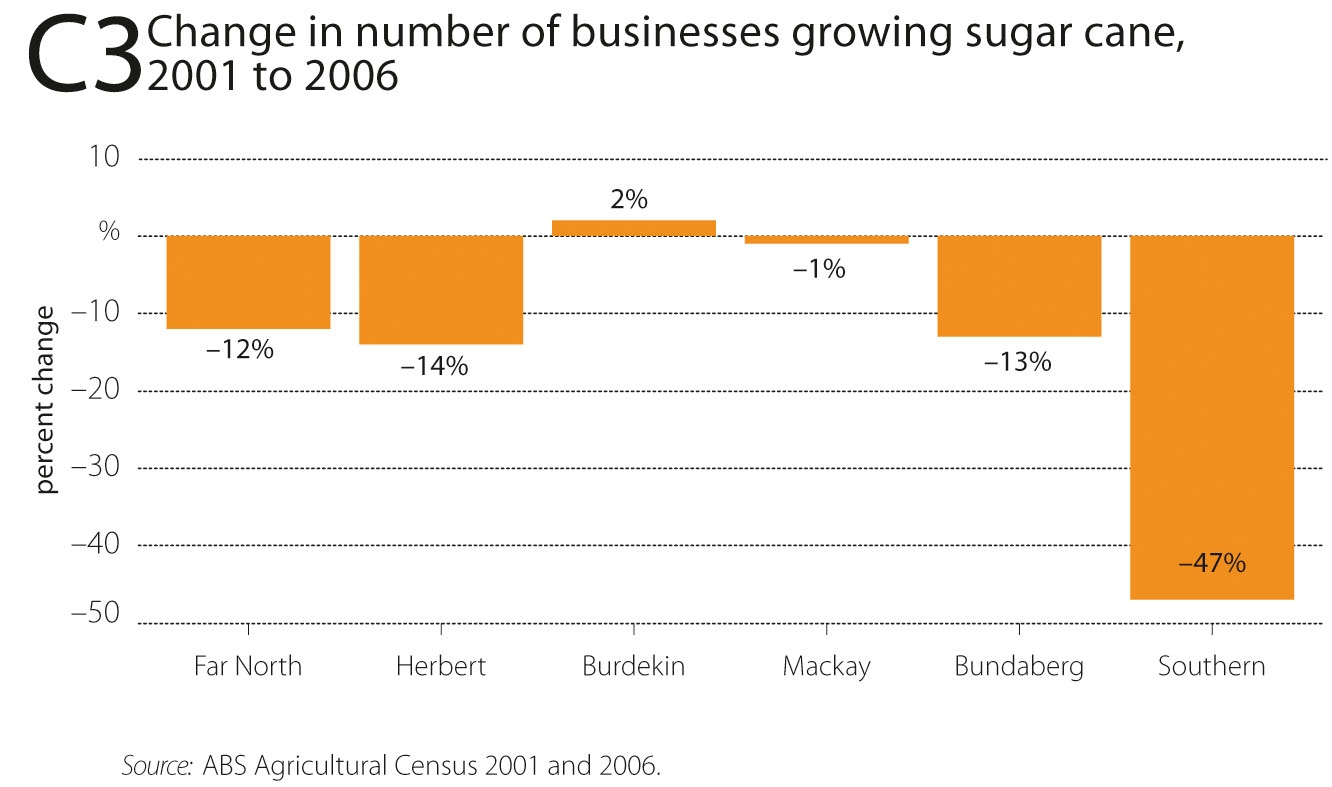 C3 Change in number of businesses growing sugar cane,
2001 to 2006
10
%
–10
–20
–30
–40
–50
percent change
–12%
–14%
2%
–1%
–13%
–47%
Far North
Herbert
Burdekin
Mackay
Bundaberg
Southern
Source: ABS Agricultural Census 2001 and 2006.